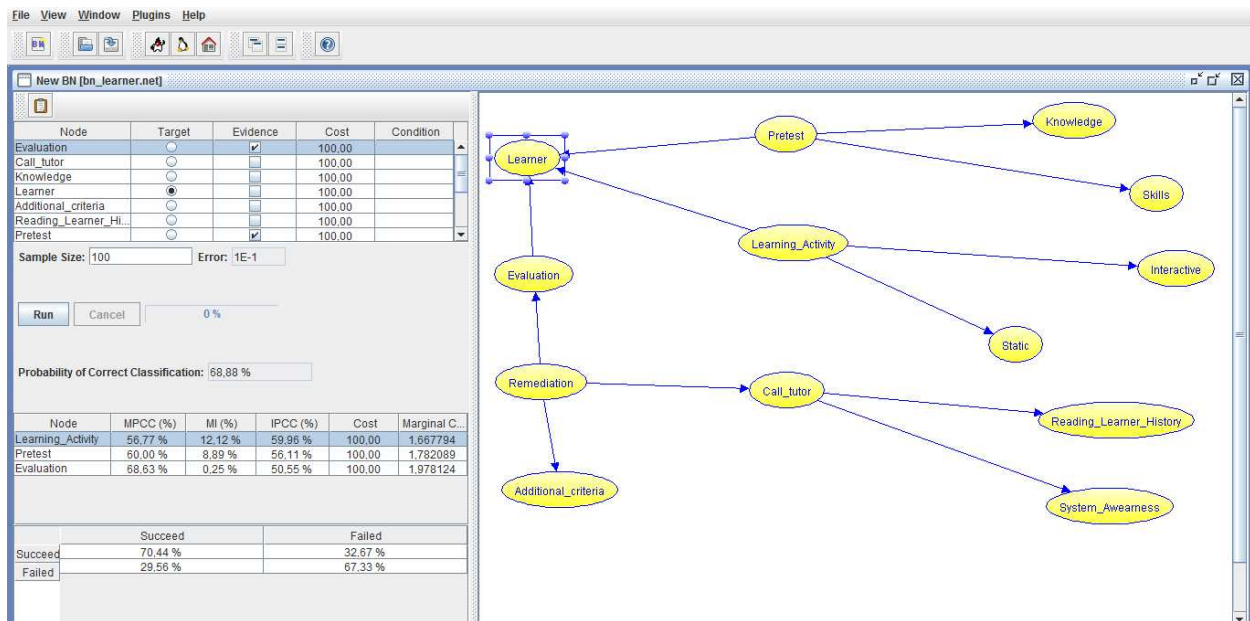 File View Window Plugins Help
New BN [bn_learner.net]
Node Target Evidence Cost Condition
Evaluation 100,00
Call_tutor 100,00
Knowledge 100,00
Learner 100,00
Additional_criteria 100,00
Reading_Learner_Hi... 100,00
Pretest 100,00
Sample Size: 100 Error: 1E-1
Run Cancel 0 %
Probability of Correct Classification: 68,88 %
Node MPCC (%) MI (%) IPCC (%) Cost Marginal C...
Learning_Activity 56,77 % 12,12 % 59,96 % 100,00 1,667794
Pretest 60,00 % 8,89 % 56,11 % 100,00 1,782089
Evaluation 68,63 % 0,25 % 50,55 % 100,00 1,978124
Succeed Failed
Succeed 70,44 % 32,67 %
Failed 29,56 % 67,33 %
Knowledge
Pretest
Learner
Skills
Learning_Activity
Interactive
Evaluation
Static
Remediation
Call_tutor
Reading_Learner_History
Additional_criteria
System_Awearness